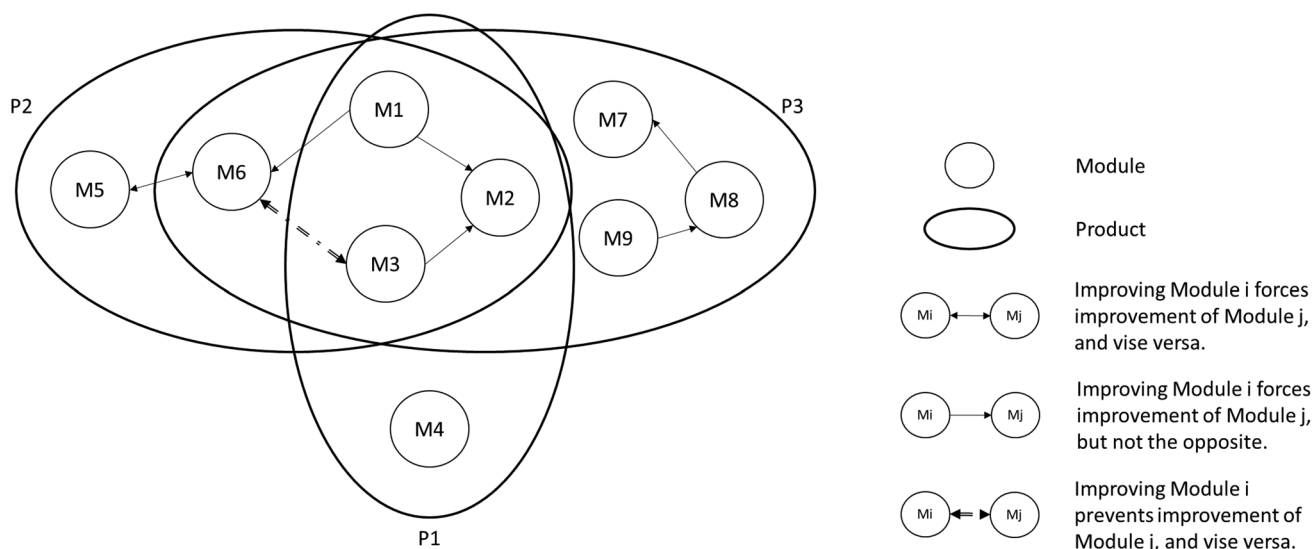 P2
P3
M1
M7
M6
M5
M2
M8
M9
M3
M4
P1
Module
Product
Mi
Mj
Improving Module i forces
improvement of Module j,
and vise versa.
Mi
Mj
Improving Module i forces
improvement of Module j,
but not the opposite.
Mi
Mj
Improving Module i
prevents improvement of
Module j, and vise versa.